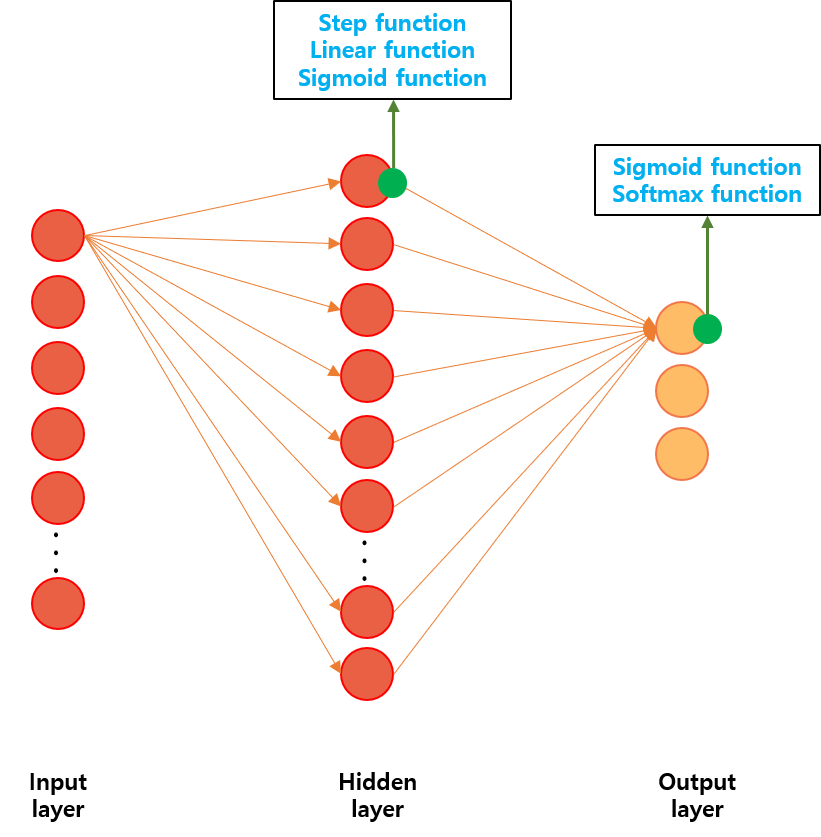 Step function
Linear function
Sigmoid function
Sigmoid function
Softmax function
Input
layer
Hidden
layer
Output
layer